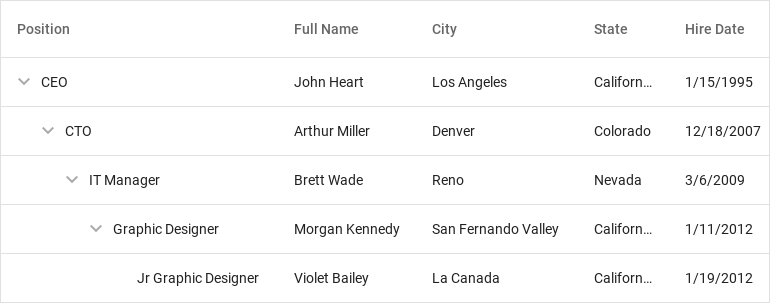 Position Full Name City State Hire Date
CEO John Heart Los Angeles Californ... 1/15/1995
CTO Arthur Miller Denver Colorado 12/18/2007
IT Manager Brett Wade Reno Nevada 3/6/2009
Graphic Designer Morgan Kennedy San Fernando Valley Californ... 1/11/2012
Jr Graphic Designer Violet Bailey La Canada Californ... 1/19/2012